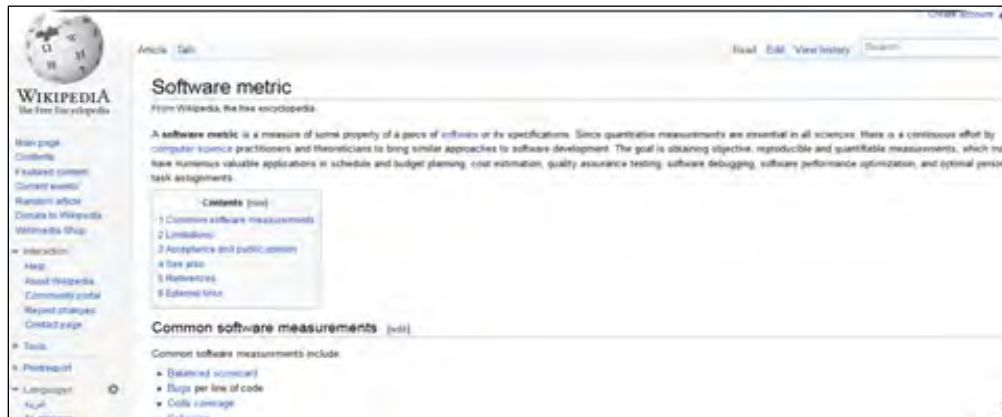 Create account
Article Talk
Read Edit View history Search
WIKIPEDIA
The Free Encyclopedia
Software metric
From Wikipedia, the free encyclopedia
A software metric is a measure of some property of a piece of software or its specifications. Since quantitative measurements are essential in all sciences, there is a continuous effort by
computer science practitioners and theoreticians to bring similar approaches to software development. The goal is obtaining objective, reproducible and quantifiable measurements, which may
have numerous valuable applications in schedule and budget planning, cost estimation, quality assurance testing, software debugging, software performance optimization, and optimal person
task assignments.
Main page
Contents
Featured content
Current events
Random article
Donate to Wikipedia
Wikimedia Shop
Interaction
Help
About Wikipedia
Community portal
Recent changes
Contact page
Tools
Print/export
Languages
العربية
Contents [hide]
1 Common software measurements
2 Limitations
3 Acceptance and public opinion
4 See also
5 References
6 External links
Common software measurements [edit]
Common software measurements include:
• Balanced scorecard
• Bugs per line of code
• Code coverage
• Cohesion